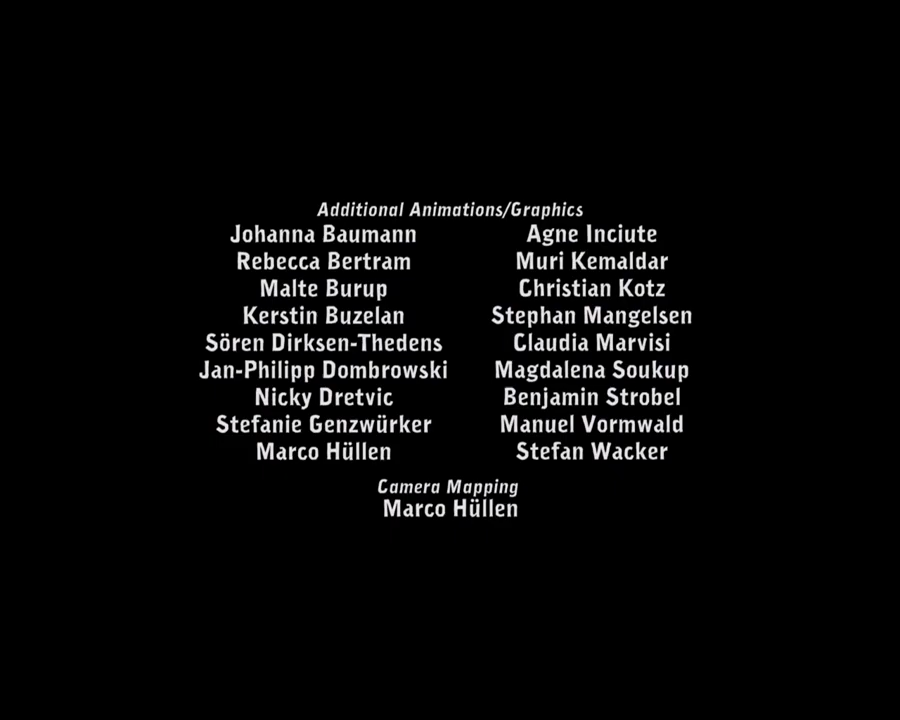 Additional Animations/Graphics
Johanna Baumann
Rebecca Bertram
Malte Burup
Kerstin Buzelan
Sören Dirksen-Thedens
Jan-Philipp Dombrowski
Nicky Dretvic
Stefanie Genzwürker
Marco Hüllen
Agne Inciute
Muri Kemaldar
Christian Kotz
Stephan Mangelsen
Claudia Marvisi
Magdalena Soukup
Benjamin Strobel
Manuel Vormwald
Stefan Wacker
Camera Mapping
Marco Hüllen